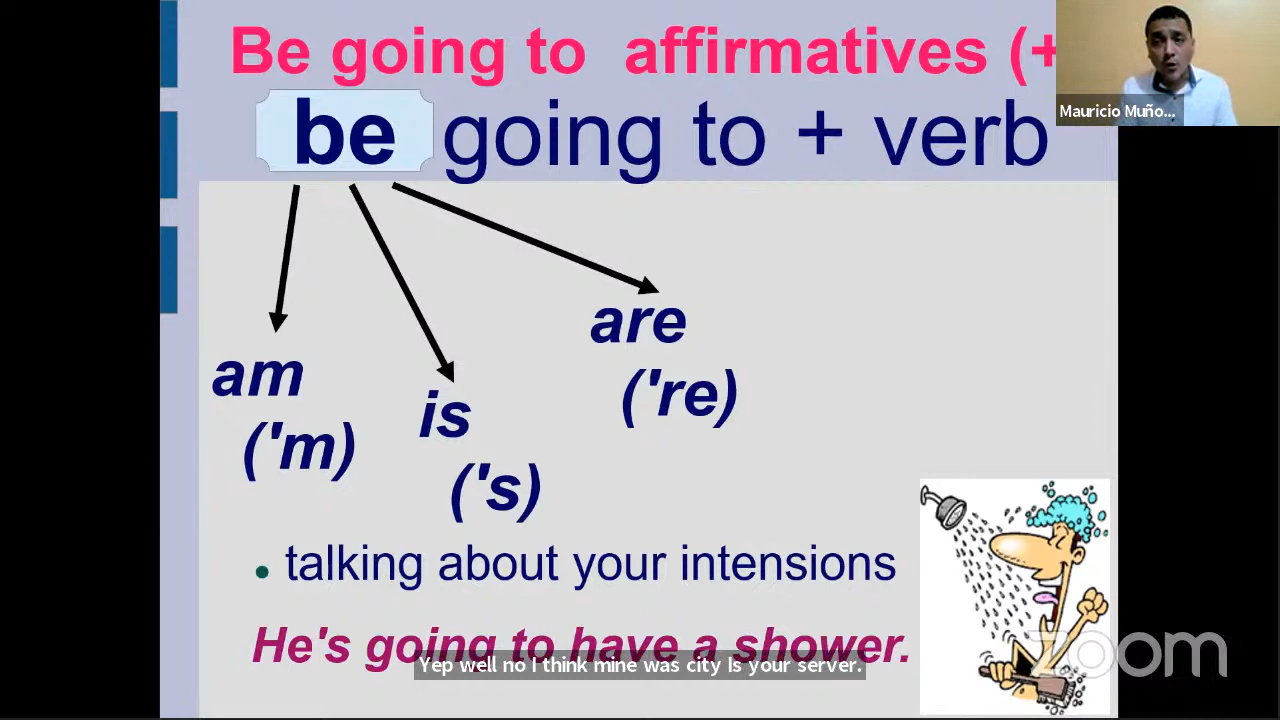 Be going to affirmatives (+
be going to + verb
Mauricio Muño...
are
('re)
am
('m)
is
('s)
• talking about your intensions
He's going to have a shower.
Yep well no I think mine was city Is your server.
zoom